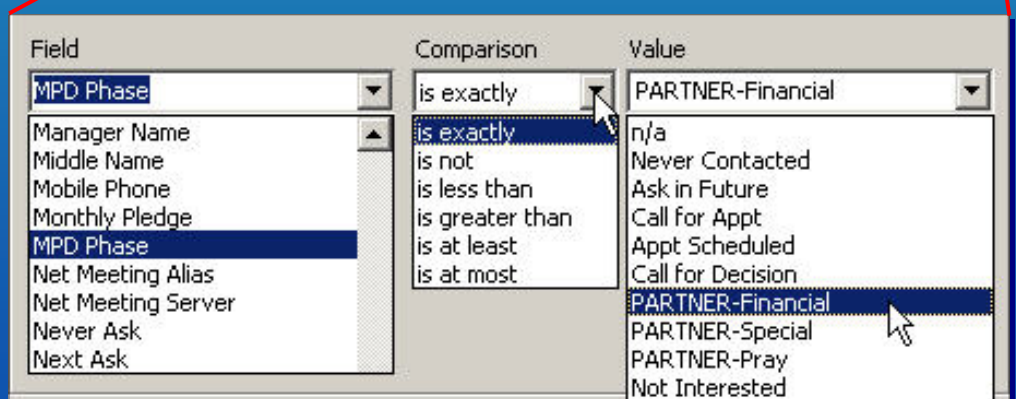 Field
MPD Phase
Manager Name
Middle Name
Mobile Phone
Monthly Pledge
MPD Phase
Net Meeting Alias
Net Meeting Server
Never Ask
Next Ask
Comparison
is exactly
is exactly
is not
is less than
is greater than
is at least
is at most
Value
PARTNER-Financial
n/a
Never Contacted
Ask in Future
Call for Appt
Appt Scheduled
Call for Decision
PARTNER-Financial
PARTNER-Special
PARTNER-Pray
Not Interested